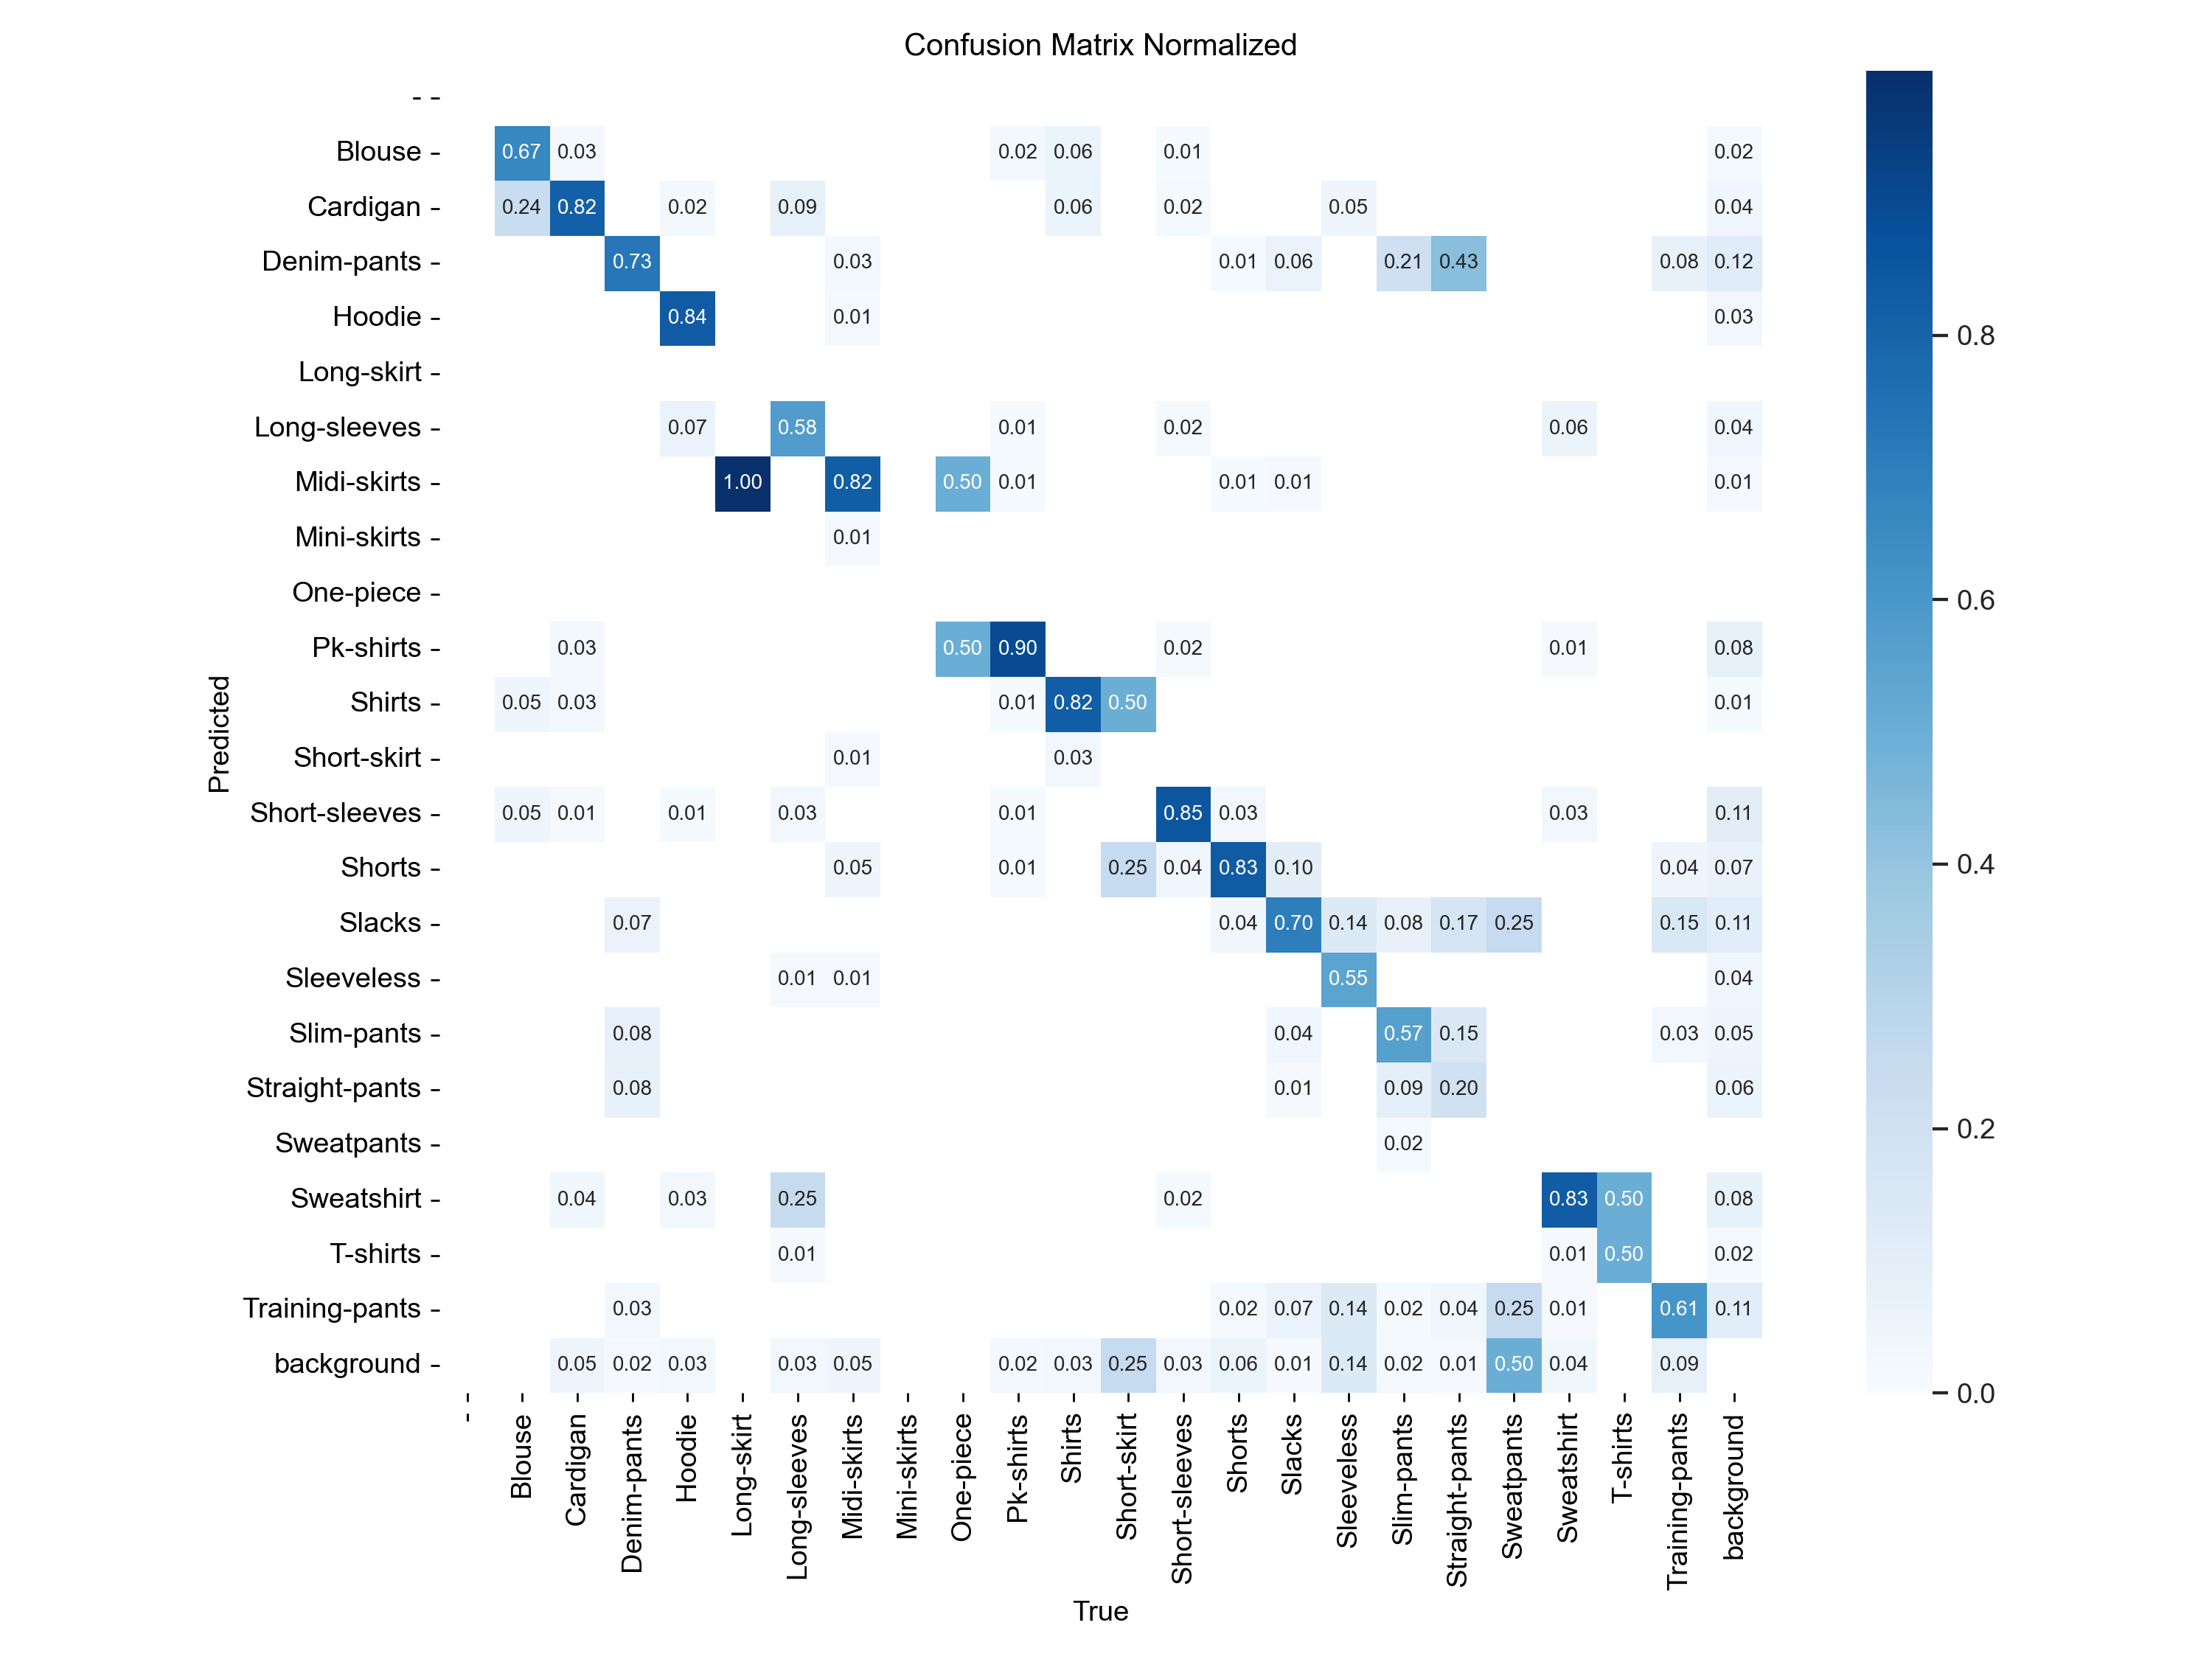 Confusion Matrix Normalized
- -
Blouse - 0.67 0.03 0.02 0.06 0.01 0.02
Cardigan - 0.24 0.82 0.02 0.09 0.06 0.02 0.05 0.04
Denim-pants - 0.73 0.03 0.01 0.06 0.21 0.43 0.08 0.12
Hoodie - 0.84 0.01 0.03
0.8
Long-skirt -
Long-sleeves - 0.07 0.58 0.01 0.02 0.06 0.04
Midi-skirts - 1.00 0.82 0.50 0.01 0.01 0.01 0.01
Mini-skirts - 0.01
One-piece -
0.6
Pk-shirts - 0.03 0.50 0.90 0.02 0.01 0.08
Shirts - 0.05 0.03 0.01 0.82 0.50 0.01
Predicted
Short-skirt - 0.01 0.03
Short-sleeves - 0.05 0.01 0.01 0.03 0.01 0.85 0.03 0.03 0.11
Shorts - 0.05 0.01 0.25 0.04 0.83 0.10 0.04 0.07
0.4
Slacks - 0.07 0.04 0.70 0.14 0.08 0.17 0.25 0.15 0.11
Sleeveless - 0.01 0.01 0.55 0.04
Slim-pants - 0.08 0.04 0.57 0.15 0.03 0.05
Straight-pants - 0.08 0.01 0.09 0.20 0.06
Sweatpants - 0.02
0.2
Sweatshirt - 0.04 0.03 0.25 0.02 0.83 0.50 0.08
T-shirts - 0.01 0.01 0.50 0.02
Training-pants - 0.03 0.02 0.07 0.14 0.02 0.04 0.25 0.01 0.61 0.11
background - 0.05 0.02 0.03 0.03 0.05 0.02 0.03 0.25 0.03 0.06 0.01 0.14 0.02 0.01 0.50 0.04 0.09
0.0
-
Blouse
Cardigan
Denim-pants
Hoodie
Long-skirt
Long-sleeves
Midi-skirts
Mini-skirts
One-piece
Pk-shirts
Shirts
Short-skirt
Short-sleeves
Shorts
Slacks
Sleeveless
Slim-pants
Straight-pants
Sweatpants
Sweatshirt
T-shirts
Training-pants
background
True